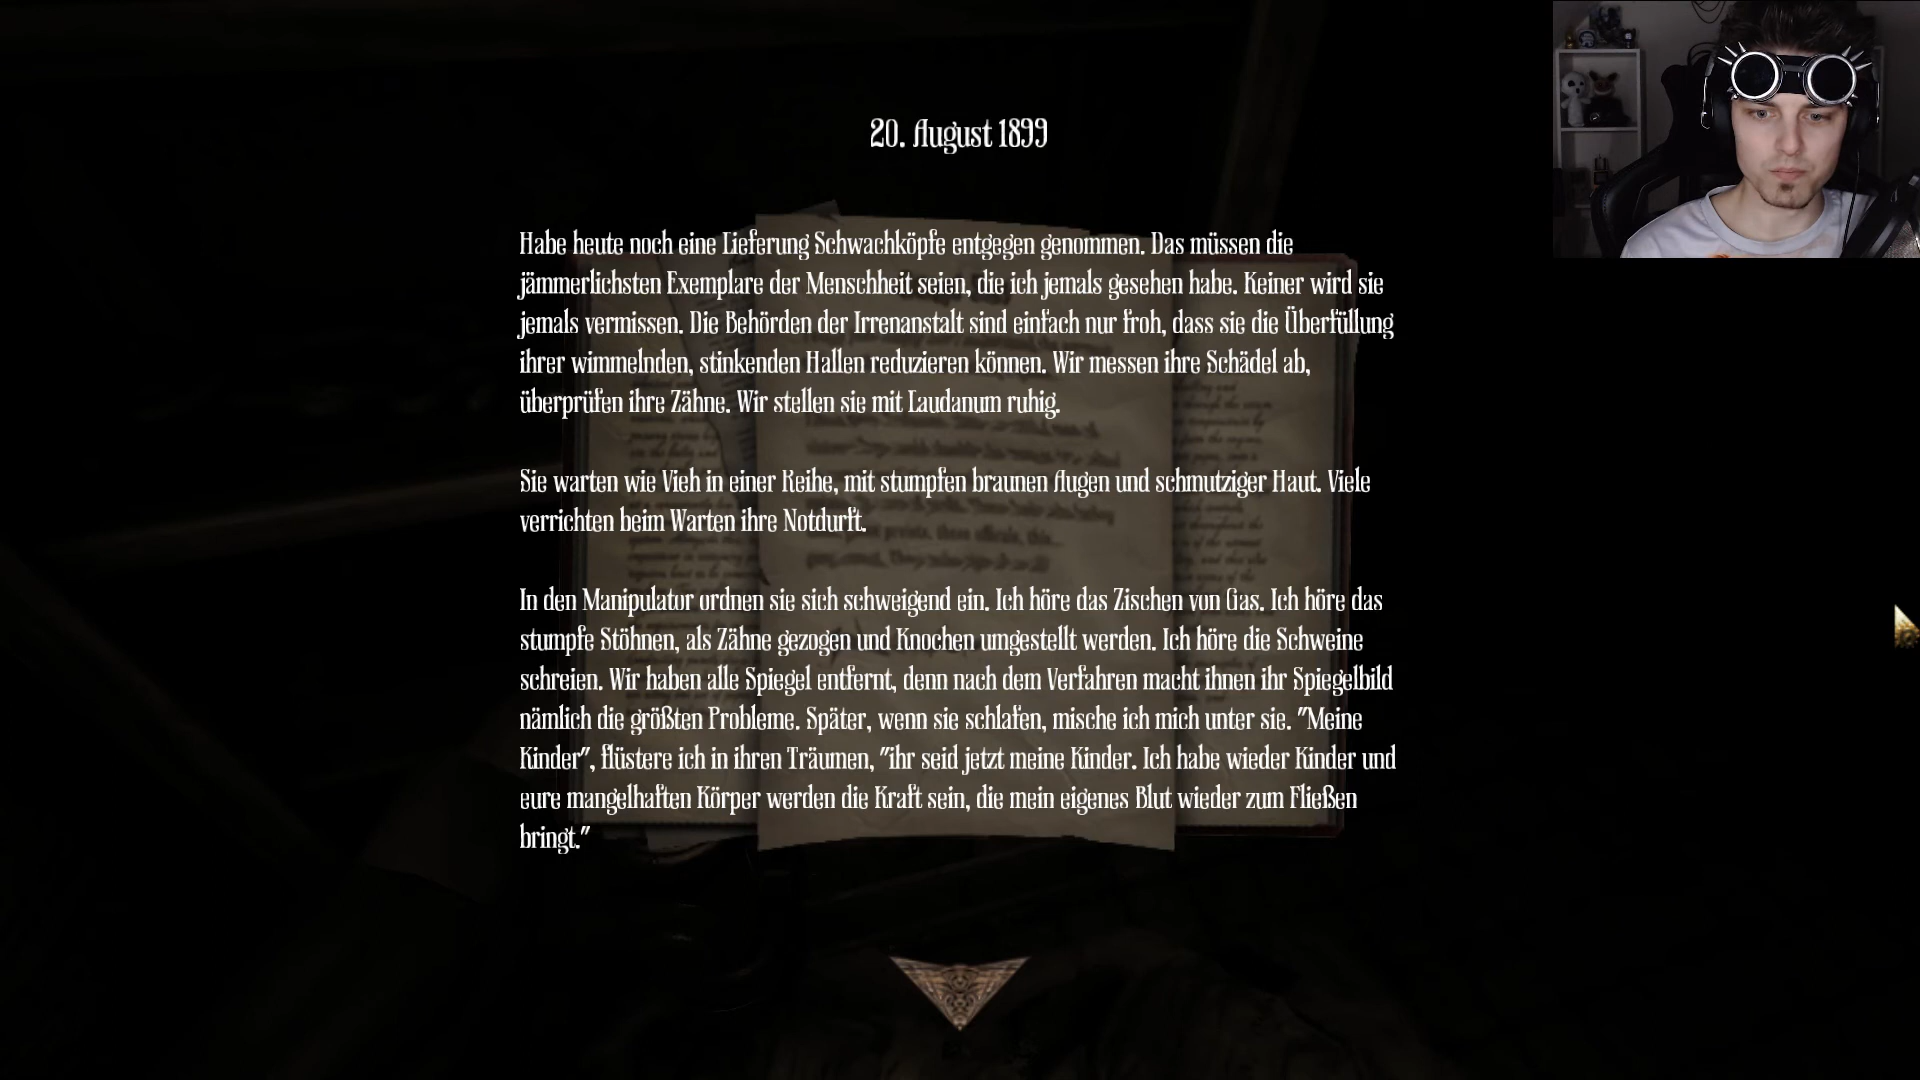 20. August 1899
Habe heute noch eine Lieferung Schwachköpfe entgegen genommen. Das müssen die
jämmerlichsten Exemplare der Menschheit seien, die ich jemals gesehen habe. Keiner wird sie
jemals vermissen. Die Behörden der Irrenanstalt sind einfach nur froh, dass sie die Überfüllung
ihrer wimmelnden, stinkenden Hallen reduzieren können. Wir messen ihre Schädel ab,
überprüfen ihre Zähne. Wir stellen sie mit Laudanum ruhig.
Sie warten wie Vieh in einer Reihe, mit stumpfen braunen Augen und schmutziger Haut. Viele
verrichten beim Warten ihre Notdurft.
In den Manipulator ordnen sie sich schweigend ein. Ich höre das Zischen von Gas. Ich höre das
stumpfe Stöhnen, als Zähne gezogen und Knochen umgestellt werden. Ich höre die Schweine
schreien. Wir haben alle Spiegel entfernt, denn nach dem Verfahren macht ihnen ihr Spiegelbild
nämlich die größten Probleme. Später, wenn sie schlafen, mische ich mich unter sie. "Meine
Kinder", flüstere ich in ihren Träumen, "ihr seid jetzt meine Kinder. Ich habe wieder Kinder und
eure mangelhaften Körper werden die Kraft sein, die mein eigenes Blut wieder zum Fließen
bringt."